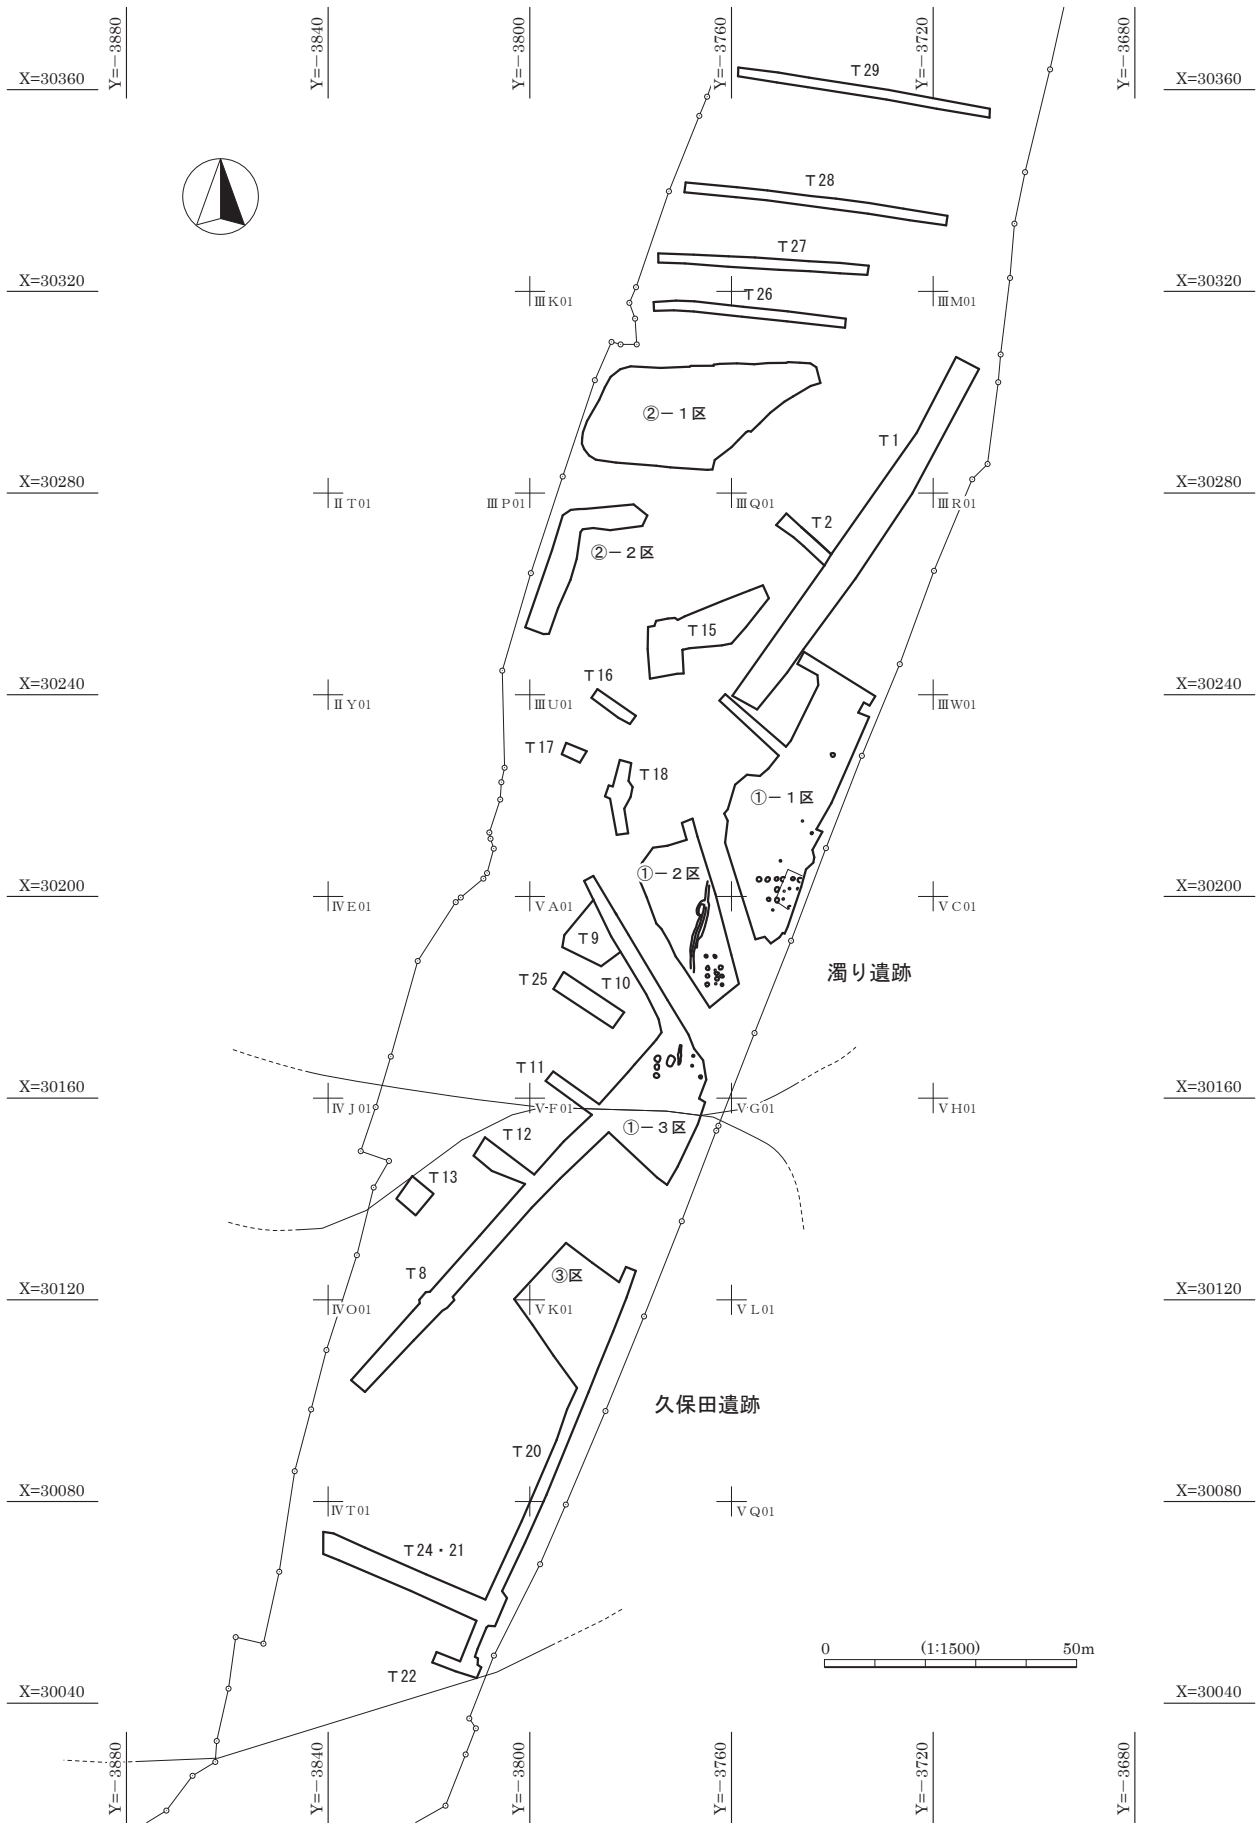 Y=−3880
Y=−3840
Y=−3800
Y=−3760
Y=−3720
Y=−3680
X=30360
X=30360
T29
T28
T27
X=30320
X=30320
T26
ⅢK01
ⅢM01
②−1区
T1
X=30280
X=30280
ⅡT01
ⅢP01
ⅢQ01
ⅢR01
T2
②−2区
T15
T16
X=30240
X=30240
ⅡY01
ⅢU01
ⅢW01
T17
T18
①−1区
①−2区
X=30200
X=30200
ⅣE01
ⅤA01
ⅤC01
T9
濁り遺跡
T25
T10
T11
X=30160
X=30160
ⅣJ01
ⅤF01
ⅤG01
ⅤH01
①−3区
T12
T13
T8
③区
X=30120
X=30120
ⅣO01
ⅤK01
ⅤL01
久保田遺跡
T20
X=30080
X=30080
ⅣT01
ⅤQ01
T24・21
0
(1:1500)
50m
T22
X=30040
X=30040
Y=−3880
Y=−3840
Y=−3800
Y=−3760
Y=−3720
Y=−3680